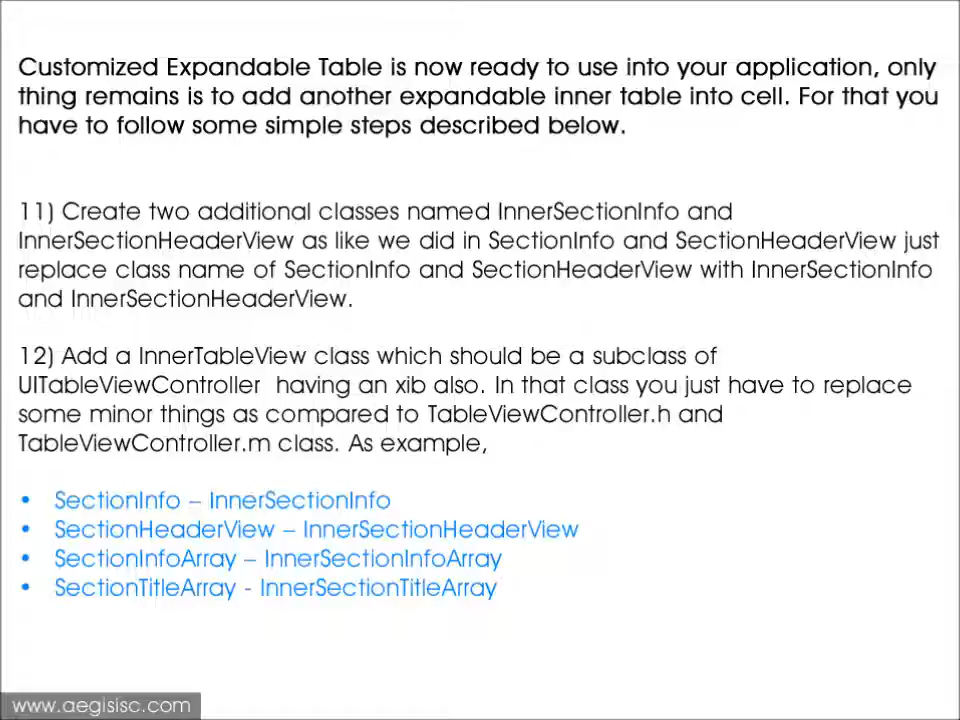 Customized Expandable Table is now ready to use into your application, only
thing remains is to add another expandable inner table into cell. For that you
have to follow some simple steps described below.
11) Create two additional classes named InnerSectionInfo and
InnerSectionHeaderView as like we did in SectionInfo and SectionHeaderView just
replace class name of SectionInfo and SectionHeaderView with InnerSectionInfo
and InnerSectionHeaderView.
12) Add a InnerTableView class which should be a subclass of
UITableViewController  having an xib also. In that class you just have to replace
some minor things as compared to TableViewController.h and
TableViewController.m class. As example,
• SectionInfo – InnerSectionInfo
• SectionHeaderView – InnerSectionHeaderView
• SectionInfoArray – InnerSectionInfoArray
• SectionTitleArray - InnerSectionTitleArray
www.aegisisc.com